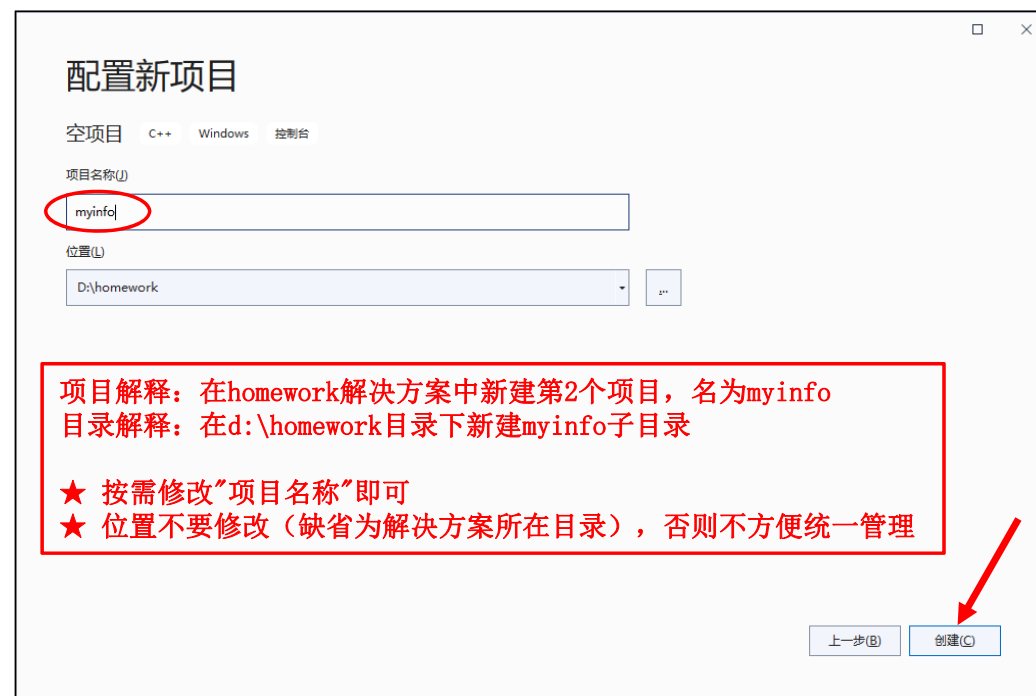 配置新项目
空项目 C++ Windows 控制台
项目名称(J)
myinfo
位置(L)
D:\homework
...
项目解释：在homework解决方案中新建第2个项目，名为myinfo
目录解释：在d:\homework目录下新建myinfo子目录
★ 按需修改"项目名称"即可
★ 位置不要修改（缺省为解决方案所在目录），否则不方便统一管理
上一步(B) 创建(C)